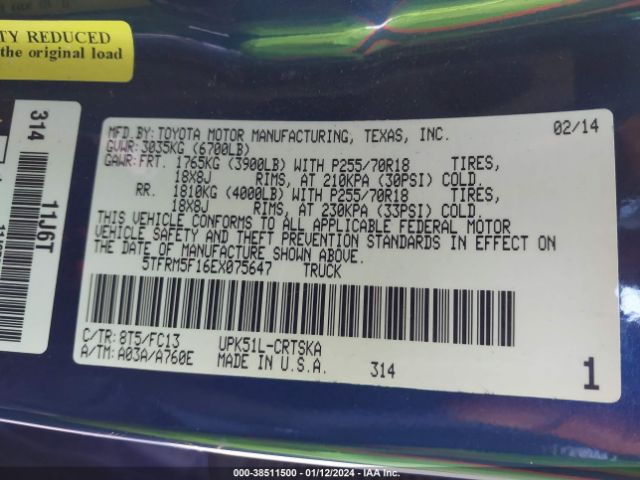 TY REDUCED
the original load
314
11J6T
MFD.BY:TOYOTA MOTOR MANUFACTURING, TEXAS, INC. 02/14
GVWR:3035KG (6700LB)
GAWR:FRT. 1765KG (3900LB) WITH P255/70R18 TIRES,
18X8J RIMS, AT 210KPA (30PSI) COLD.
RR. 1810KG (4000LB) WITH P255/70R18 TIRES,
18X8J RIMS, AT 230KPA (33PSI) COLD.
THIS VEHICLE CONFORMS TO ALL APPLICABLE FEDERAL MOTOR
VEHICLE SAFETY AND THEFT PREVENTION STANDARDS IN EFFECT ON
THE DATE OF MANUFACTURE SHOWN ABOVE.
5TFRM5F16EX075647 TRUCK
C/TR: 8T5/FC13 UPK51L-CRTSKA
A/TM: A03A/A760E MADE IN U.S.A. 314 1
000-38511500 - 01/12/2024 - IAA Inc.